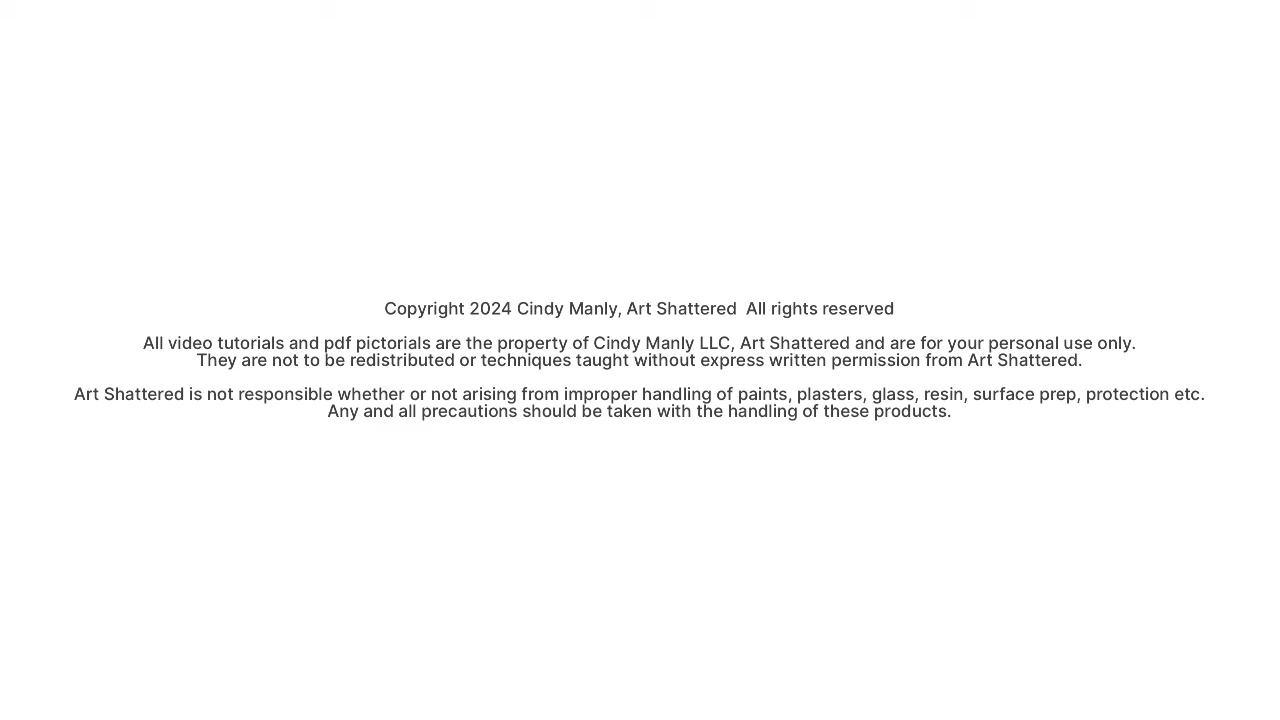 Copyright 2024 Cindy Manly, Art Shattered  All rights reserved
All video tutorials and pdf pictorials are the property of Cindy Manly LLC, Art Shattered and are for your personal use only.
They are not to be redistributed or techniques taught without express written permission from Art Shattered.
Art Shattered is not responsible whether or not arising from improper handling of paints, plasters, glass, resin, surface prep, protection etc.
Any and all precautions should be taken with the handling of these products.